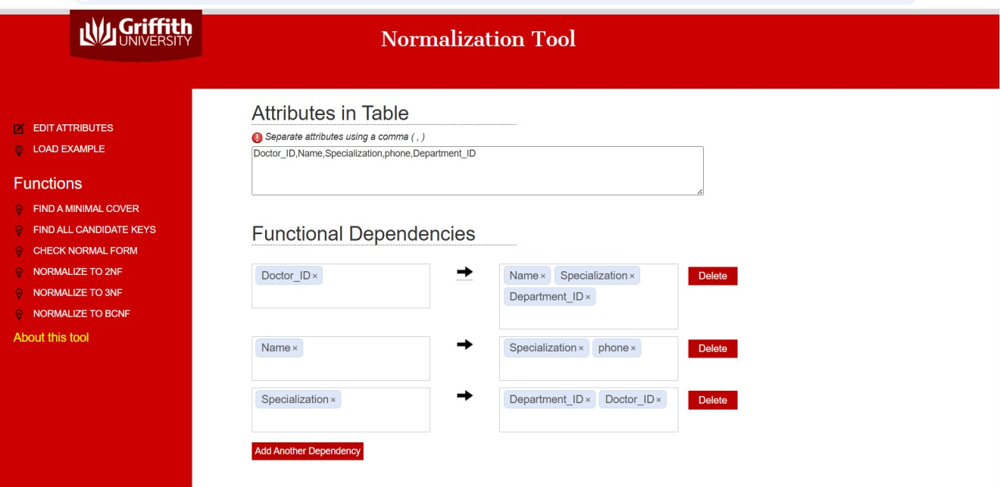 Griffith
UNIVERSITY
Normalization Tool
EDIT ATTRIBUTES
LOAD EXAMPLE
Functions
FIND A MINIMAL COVER
FIND ALL CANDIDATE KEYS
CHECK NORMAL FORM
NORMALIZE TO 2NF
NORMALIZE TO 3NF
NORMALIZE TO BCNF
About this tool
Attributes in Table
Separate attributes using a comma ( , )
Doctor_ID,Name,Specialization,phone,Department_ID
Functional Dependencies
Doctor_ID × Name × Specialization × Delete
Department_ID ×
Name × Specialization × phone × Delete
Specialization × Department_ID × Doctor_ID × Delete
Add Another Dependency